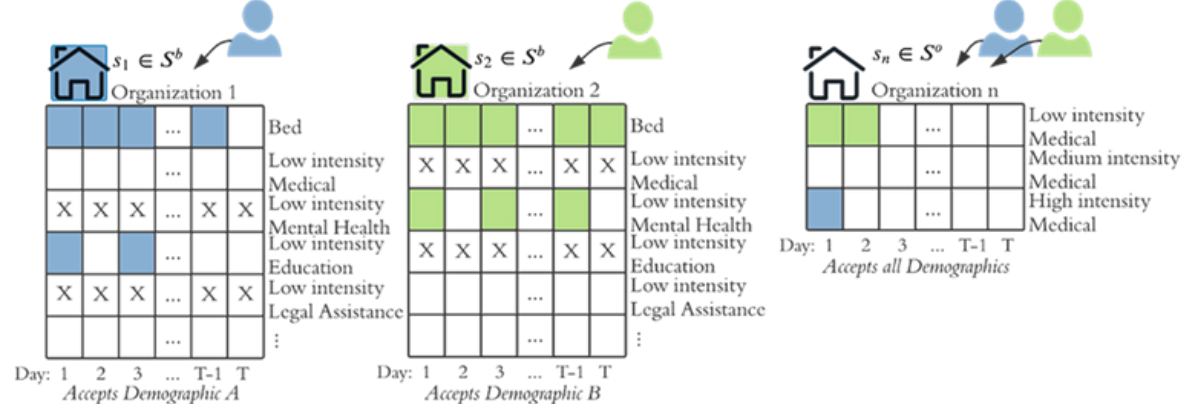 s₁ ∈ Sᵇ
Organization 1
... Bed
... Low intensity Medical
X X X ... X X Low intensity Mental Health
... Low intensity Education
X X X ... X X Low intensity Legal Assistance
... ⋮
Day: 1 2 3 ... T-1 T
Accepts Demographic A
s₂ ∈ Sᵇ
Organization 2
... Bed
X X X ... X X Low intensity Medical
... Low intensity Mental Health
X X X ... X X Low intensity Education
... Low intensity Legal Assistance
... ⋮
Day: 1 2 3 ... T-1 T
Accepts Demographic B
sₙ ∈ Sᵒ
Organization n
... Low intensity Medical
... Medium intensity Medical
... High intensity Medical
Day: 1 2 3 ... T-1 T
Accepts all Demographics